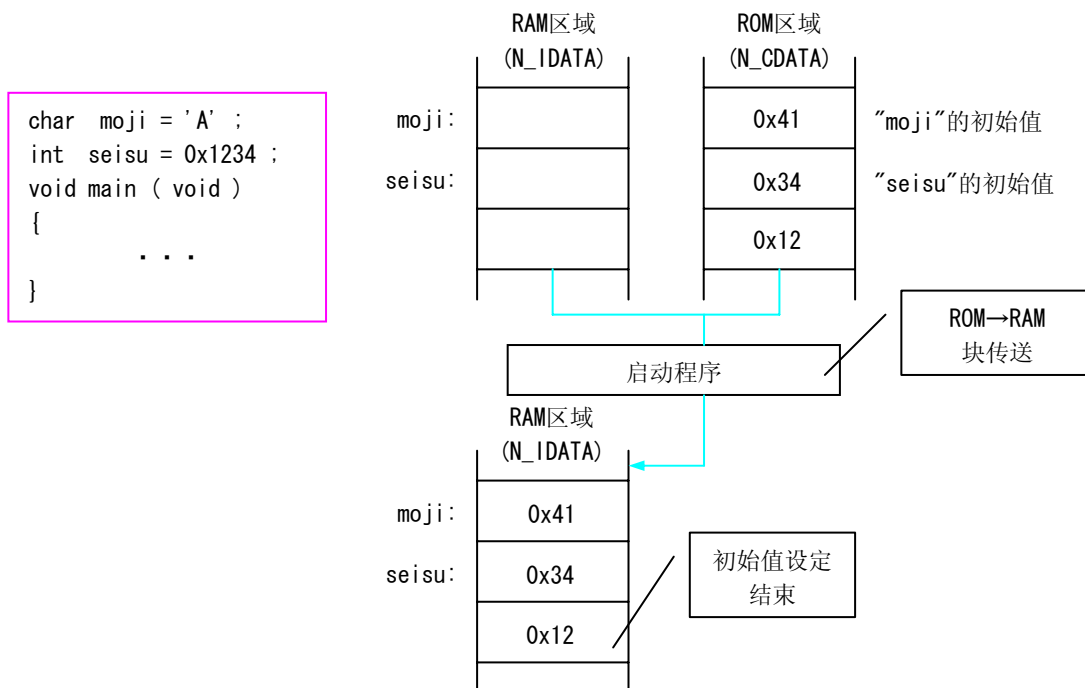 RAM区域
(N_IDATA)
ROM区域
(N_CDATA)
char moji = 'A' ;
int seisu = 0x1234 ;
void main ( void )
{
・・・
}
moji:
0x41
"moji"的初始值
seisu:
0x34
"seisu"的初始值
0x12
ROM→RAM
块传送
启动程序
RAM区域
(N_IDATA)
moji:
0x41
seisu:
0x34
0x12
初始值设定
结束